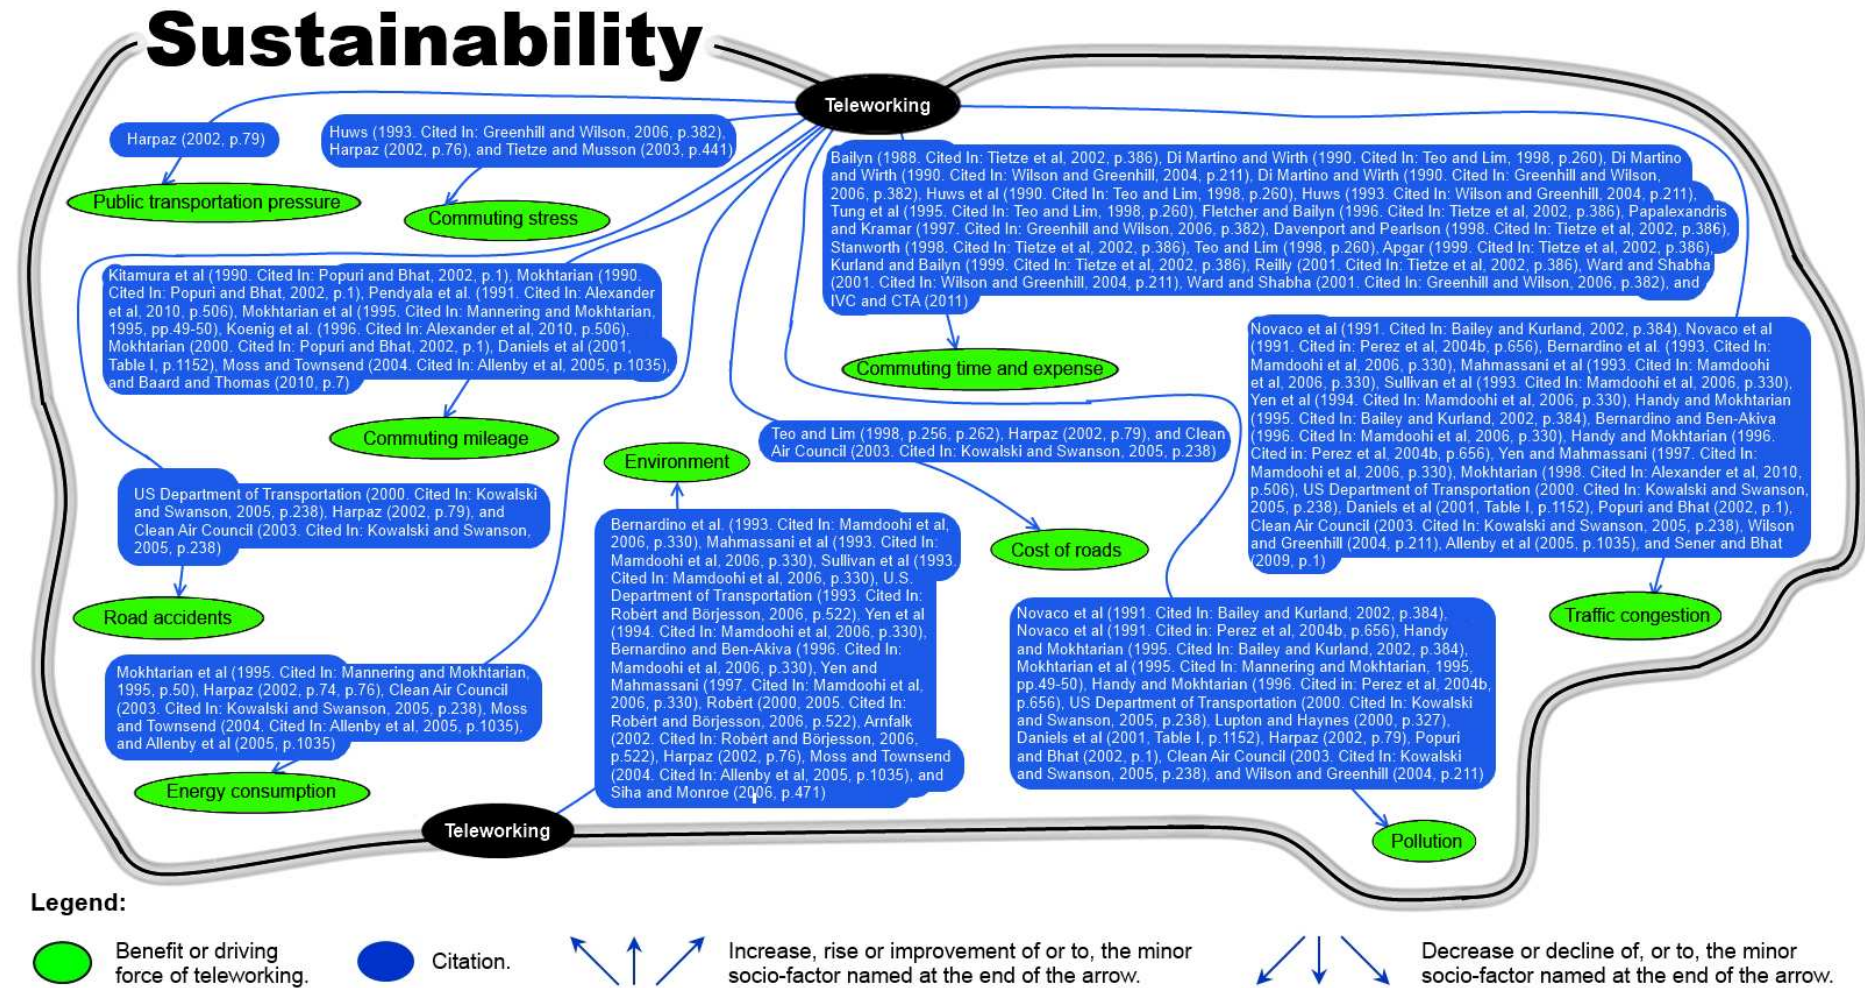 Sustainability
Teleworking
Harpaz (2002, p.79)
Public transportation pressure
Huws (1993. Cited In: Greenhill and Wilson, 2006, p.382),
Harpaz (2002, p.76), and Tietze and Musson (2003, p.441)
Commuting stress
Bailyn (1988. Cited In: Tietze et al, 2002, p.386), Di Martino and Wirth (1990. Cited In: Teo and Lim, 1998, p.260), Di Martino
and Wirth (1990. Cited In: Wilson and Greenhill, 2004, p.211), Di Martino and Wirth (1990. Cited In: Greenhill and Wilson,
2006, p.382), Huws et al (1990. Cited In: Teo and Lim, 1998, p.260), Huws (1993. Cited In: Wilson and Greenhill, 2004, p.211),
Tung et al (1995. Cited In: Teo and Lim, 1998, p.260), Fletcher and Bailyn (1996. Cited In: Tietze et al, 2002, p.386), Papalexandris
and Kramar (1997. Cited In: Greenhill and Wilson, 2006, p.382), Davenport and Pearlson (1998. Cited In: Tietze et al, 2002, p.386),
Stanworth (1998. Cited In: Tietze et al, 2002, p.386), Teo and Lim (1998, p.260), Apgar (1999. Cited In: Tietze et al, 2002, p.386),
Kurland and Bailyn (1999. Cited In: Tietze et al, 2002, p.386), Reilly (2001. Cited In: Tietze et al, 2002, p.386), Ward and Shabha
(2001. Cited In: Wilson and Greenhill, 2004, p.211), Ward and Shabha (2001. Cited In: Greenhill and Wilson, 2006, p.382), and
IVC and CTA (2011)
Commuting time and expense
Kitamura et al (1990. Cited In: Popuri and Bhat, 2002, p.1), Mokhtarian (1990.
Cited In: Popuri and Bhat, 2002, p.1), Pendyala et al. (1991. Cited In: Alexander
et al, 2010, p.506), Mokhtarian et al (1995. Cited In: Mannering and Mokhtarian,
1995, pp.49-50), Koenig et al. (1996. Cited In: Alexander et al, 2010, p.506),
Mokhtarian (2000. Cited In: Popuri and Bhat, 2002, p.1), Daniels et al (2001,
Table I, p.1152), Moss and Townsend (2004. Cited In: Allenby et al, 2005, p.1035),
and Baard and Thomas (2010, p.7)
Commuting mileage
Novaco et al (1991. Cited In: Bailey and Kurland, 2002, p.384), Novaco et al
(1991. Cited in: Perez et al, 2004b, p.656), Bernardino et al. (1993. Cited In:
Mamdoohi et al, 2006, p.330), Mahmassani et al (1993. Cited In: Mamdoohi
et al, 2006, p.330), Sullivan et al (1993. Cited In: Mamdoohi et al, 2006, p.330),
Yen et al (1994. Cited In: Mamdoohi et al, 2006, p.330), Handy and Mokhtarian
(1995. Cited In: Bailey and Kurland, 2002, p.384), Bernardino and Ben-Akiva
(1996. Cited In: Mamdoohi et al, 2006, p.330), Handy and Mokhtarian (1996.
Cited in: Perez et al, 2004b, p.656), Yen and Mahmassani (1997. Cited In:
Mamdoohi et al, 2006, p.330), Mokhtarian (1998. Cited In: Alexander et al, 2010,
p.506), US Department of Transportation (2000. Cited In: Kowalski and Swanson,
2005, p.238), Daniels et al (2001, Table I, p.1152), Popuri and Bhat (2002, p.1),
Clean Air Council (2003. Cited In: Kowalski and Swanson, 2005, p.238), Wilson
and Greenhill (2004, p.211), Allenby et al (2005, p.1035), and Sener and Bhat
(2009, p.1)
Traffic congestion
Teo and Lim (1998, p.256, p.262), Harpaz (2002, p.79), and Clean
Air Council (2003. Cited In: Kowalski and Swanson, 2005, p.238)
Cost of roads
Environment
Bernardino et al. (1993. Cited In: Mamdoohi et al,
2006, p.330), Mahmassani et al (1993. Cited In:
Mamdoohi et al, 2006, p.330), Sullivan et al (1993.
Cited In: Mamdoohi et al, 2006, p.330), U.S.
Department of Transportation (1993. Cited In:
Robèrt and Börjesson, 2006, p.522), Yen et al
(1994. Cited In: Mamdoohi et al, 2006, p.330),
Bernardino and Ben-Akiva (1996. Cited In:
Mamdoohi et al, 2006, p.330), Yen and
Mahmassani (1997. Cited In: Mamdoohi et al,
2006, p.330), Robèrt (2000, 2005. Cited In:
Robèrt and Börjesson, 2006, p.522), Arnfalk
(2002. Cited In: Robèrt and Börjesson, 2006,
p.522), Harpaz (2002, p.76), Moss and Townsend
(2004. Cited In: Allenby et al, 2005, p.1035), and
Siha and Monroe (2006, p.471)
US Department of Transportation (2000. Cited In: Kowalski
and Swanson, 2005, p.238), Harpaz (2002, p.79), and
Clean Air Council (2003. Cited In: Kowalski and Swanson,
2005, p.238)
Road accidents
Mokhtarian et al (1995. Cited In: Mannering and Mokhtarian,
1995, p.50), Harpaz (2002, p.74, p.76), Clean Air Council
(2003. Cited In: Kowalski and Swanson, 2005, p.238), Moss
and Townsend (2004. Cited In: Allenby et al, 2005, p.1035),
and Allenby et al (2005, p.1035)
Energy consumption
Novaco et al (1991. Cited In: Bailey and Kurland, 2002, p.384),
Novaco et al (1991. Cited in: Perez et al, 2004b, p.656), Handy
and Mokhtarian (1995. Cited In: Bailey and Kurland, 2002, p.384),
Mokhtarian et al (1995. Cited In: Mannering and Mokhtarian, 1995,
pp.49-50), Handy and Mokhtarian (1996. Cited in: Perez et al, 2004b,
p.656), US Department of Transportation (2000. Cited In: Kowalski
and Swanson, 2005, p.238), Lupton and Haynes (2000, p.327),
Daniels et al (2001, Table I, p.1152), Harpaz (2002, p.79), Popuri
and Bhat (2002, p.1), Clean Air Council (2003. Cited In: Kowalski
and Swanson, 2005, p.238), and Wilson and Greenhill (2004, p.211)
Pollution
Teleworking
Legend:
Benefit or driving
force of teleworking.
Citation.
Increase, rise or improvement of or to, the minor
socio-factor named at the end of the arrow.
Decrease or decline of, or to, the minor
socio-factor named at the end of the arrow.